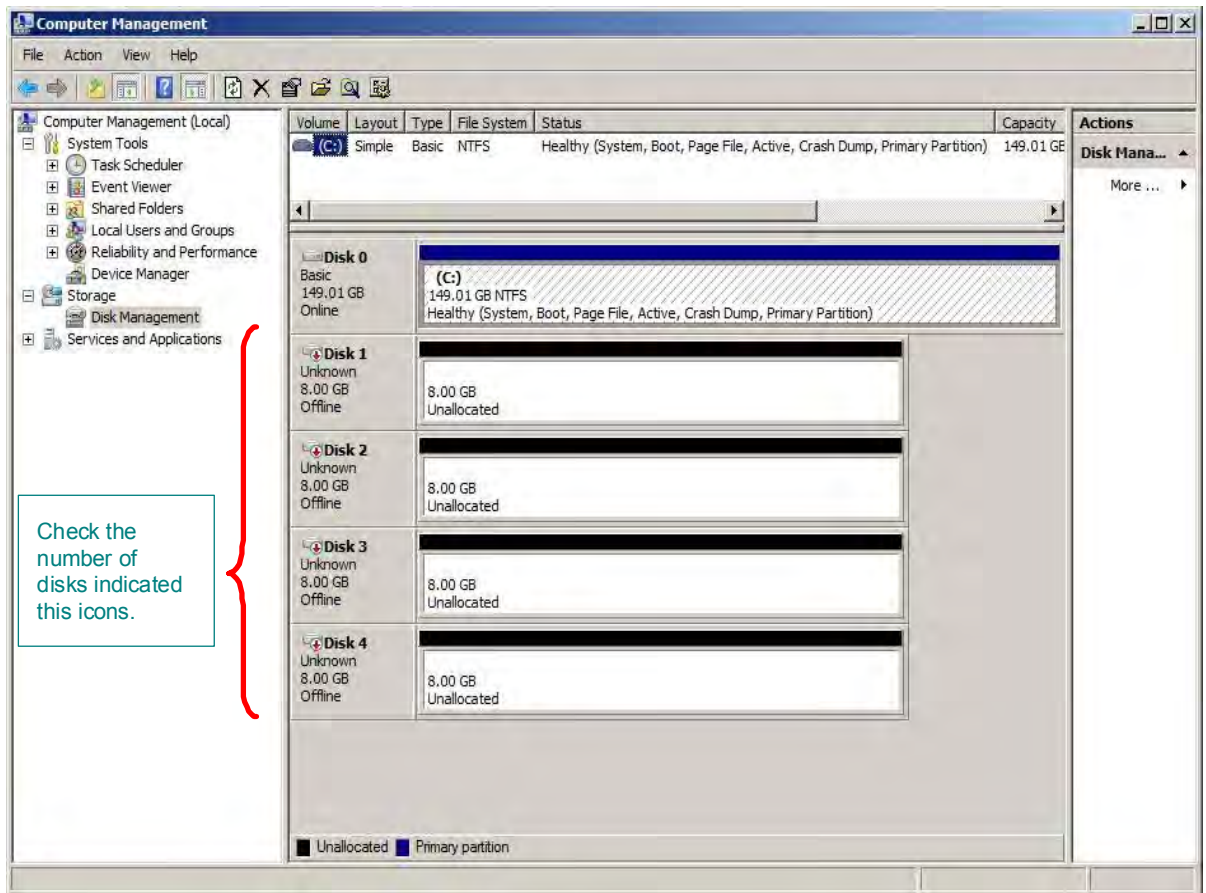 Computer Management
File Action View Help
Computer Management (Local)
System Tools
Task Scheduler
Event Viewer
Shared Folders
Local Users and Groups
Reliability and Performance
Device Manager
Storage
Disk Management
Services and Applications
Volume Layout Type File System Status Capacity
(C:) Simple Basic NTFS Healthy (System, Boot, Page File, Active, Crash Dump, Primary Partition) 149.01 GB
Disk 0
Basic
149.01 GB
Online
(C:)
149.01 GB NTFS
Healthy (System, Boot, Page File, Active, Crash Dump, Primary Partition)
Disk 1
Unknown
8.00 GB
Offline
8.00 GB
Unallocated
Disk 2
Unknown
8.00 GB
Offline
8.00 GB
Unallocated
Disk 3
Unknown
8.00 GB
Offline
8.00 GB
Unallocated
Disk 4
Unknown
8.00 GB
Offline
8.00 GB
Unallocated
Unallocated Primary partition
Actions
Disk Mana...
More ...
Check the
number of
disks indicated
this icons.